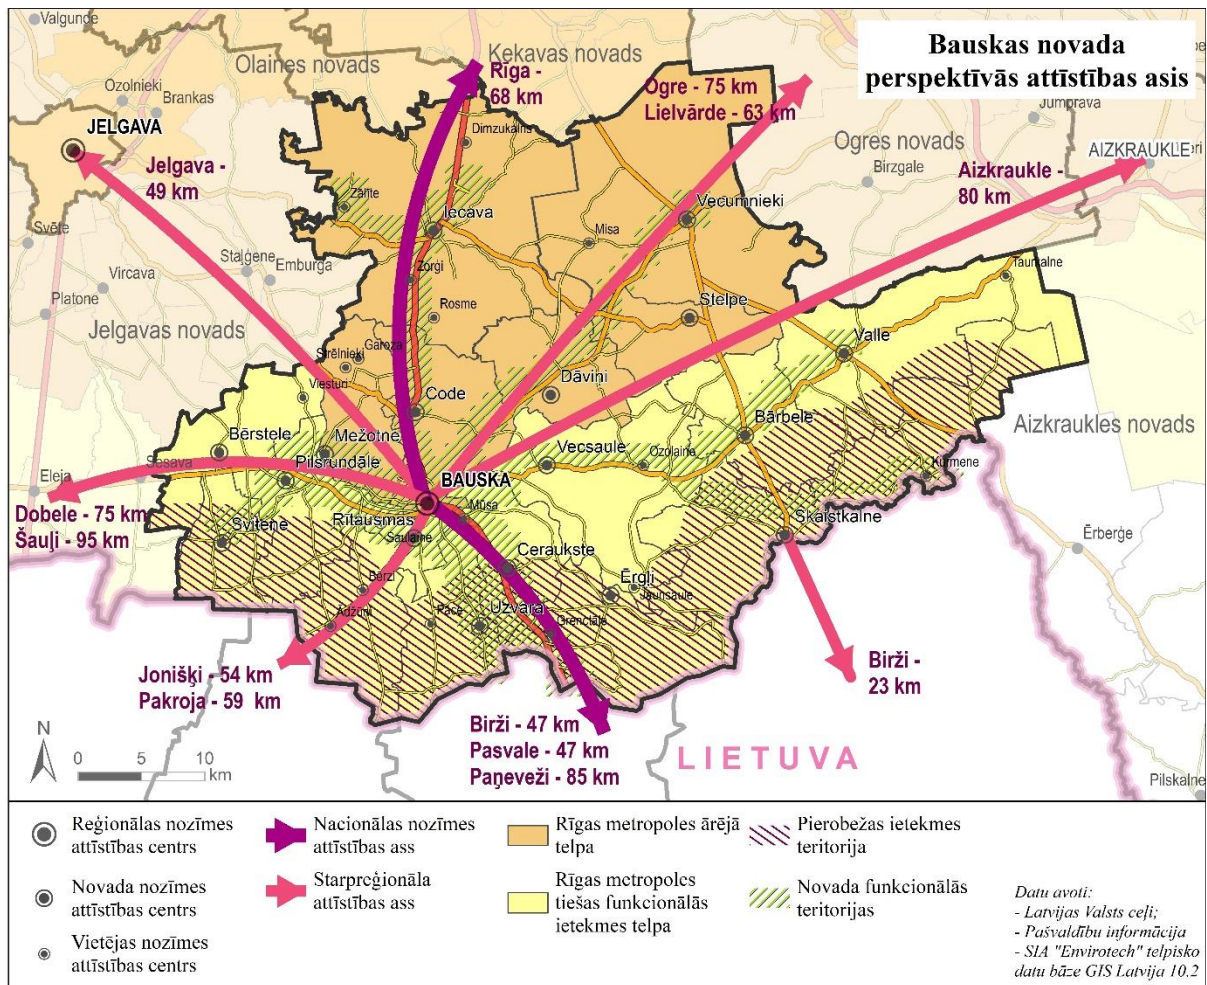 Bauskas novada
perspektīvās attīstības asis
Valgunde
Olaines novads
Ķekavas novads
Rīga -
68 km
Ogre - 75 km
Lielvārde - 63 km
Ozolnieki
Brankas
JELGAVA
Jelgava -
49 km
Dimzukalns
Jumprava
Ogres novads
Birzgale
AIZKRAUKLE
Aizkraukle -
80 km
Zālīte
Iecava
Vecumnieki
Misa
Svēte
Staļģene
Emburga
Vircava
Platone
Zorģi
Taurkalne
Jelgavas novads
Rosme
Stelpe
Garoza
Strēlnieki
Valle
Viesturi
Code
Dāviņi
Bērstele
Mežotne
Bārbele
Aizkraukles novads
Pilsrundāle
Vecsaule
Ozolaine
Eleja
Sesava
Kurmene
BAUSKA
Dobele - 75 km
Šauļi - 95 km
Mūsa
Rītausmas
Svitene
Saulaine
Skaistkalne
Ērberģe
Ceraukste
Ērgļi
Jaunsaule
Bērzi
Ādžūni
Pāce
Uzvara
Grenctāle
Jonišķi - 54 km
Pakroja - 59 km
Birži -
23 km
Birži - 47 km
Pasvale - 47 km
Paņeveži - 85 km
LIETUVA
Pilskalne
N
0 5 10
km
Reģionālas nozīmes
attīstības centrs
Novada nozīmes
attīstības centrs
Vietējas nozīmes
attīstības centrs
Nacionālas nozīmes
attīstības ass
Starpreģionāla
attīstības ass
Rīgas metropoles ārējā
telpa
Rīgas metropoles
tiešas funkcionālās
ietekmes telpa
Pierobežas ietekmes
teritorija
Novada funkcionālās
teritorijas
Datu avoti:
- Latvijas Valsts ceļi;
- Pašvaldību informācija
- SIA "Envirotech" telpisko
datu bāze GIS Latvija 10.2